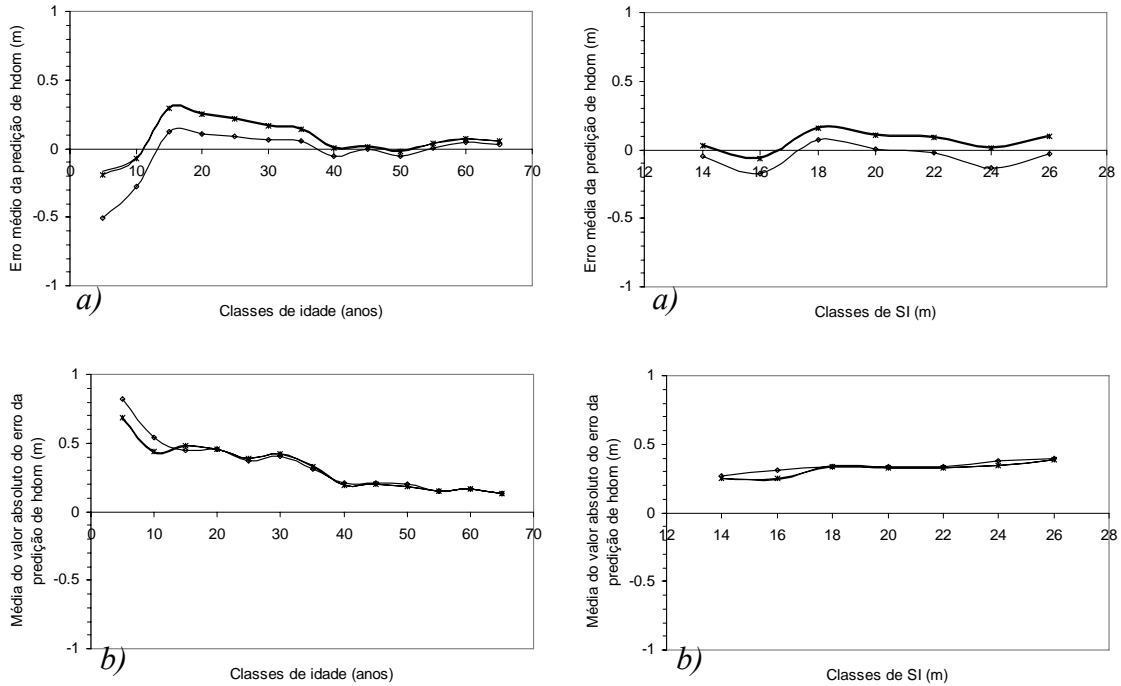 Erro médio da predição de hdom (m)
1
0.5
0
-0.5
-1
0 10 20 30 40 50 60 70
a)
Classes de idade (anos)
Erro média da predição de hdom (m)
1
0.5
0
-0.5
-1
12 14 16 18 20 22 24 26 28
a)
Classes de SI (m)
Média do valor absoluto do erro da
predição de hdom (m)
1
0.5
0
-0.5
-1
0 10 20 30 40 50 60 70
b)
Classes de idade (anos)
Média do valor absoluto do erro da
predição de hdom (m)
1
0.5
0
-0.5
-1
12 14 16 18 20 22 24 26 28
b)
Classes de SI (m)